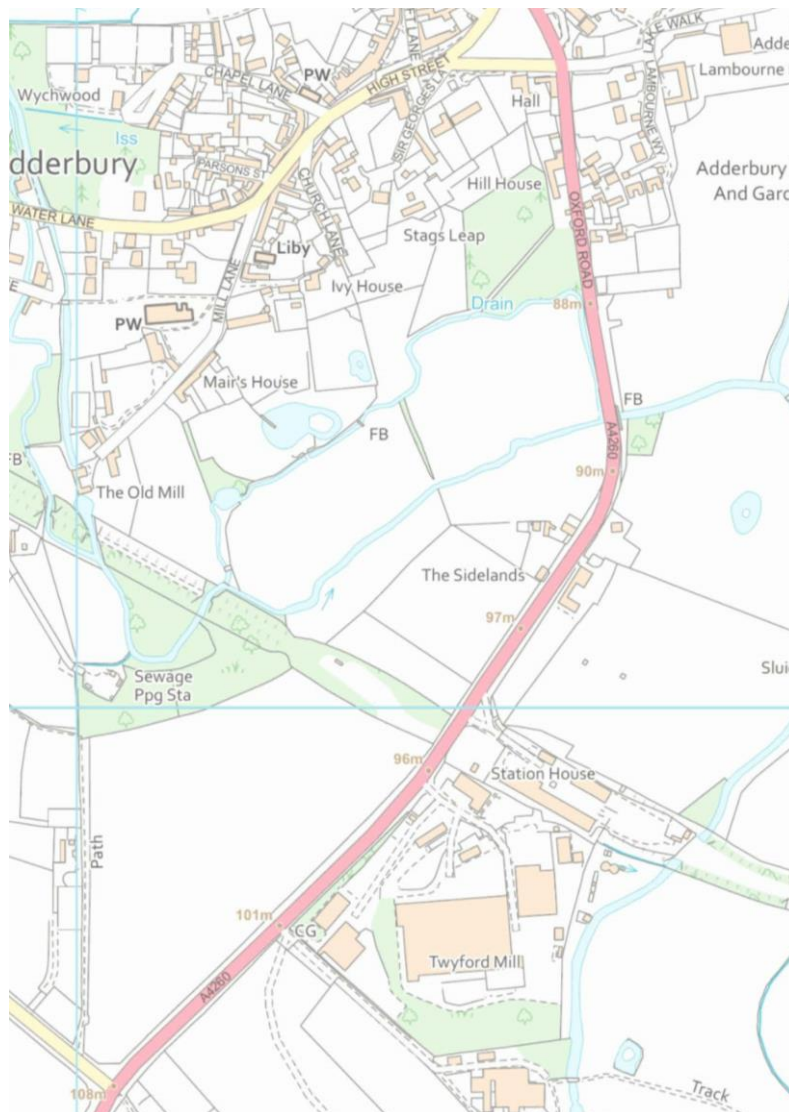 ET LANE
LAKE WALK
CHAPEL LANE
PW
HIGH STREET
Adde
Lambourne
Wychwood
Hall
LAMBOURNE WY
SIR GEORGES LA
Iss
dderbury
PARSONS ST
CHURCH LANE
Hill House
Adderbury
And Gard
OXFORD ROAD
WATER LANE
Liby
Stags Leap
MILL LANE
Ivy House
Drain
88m
PW
Mair's House
FB
FB
A4260
FB
90m
The Old Mill
The Sidelands
97m
Sewage
Ppg Sta
Slui
96m
Station House
Path
101m
CG
Twyford Mill
A4260
108m
Track